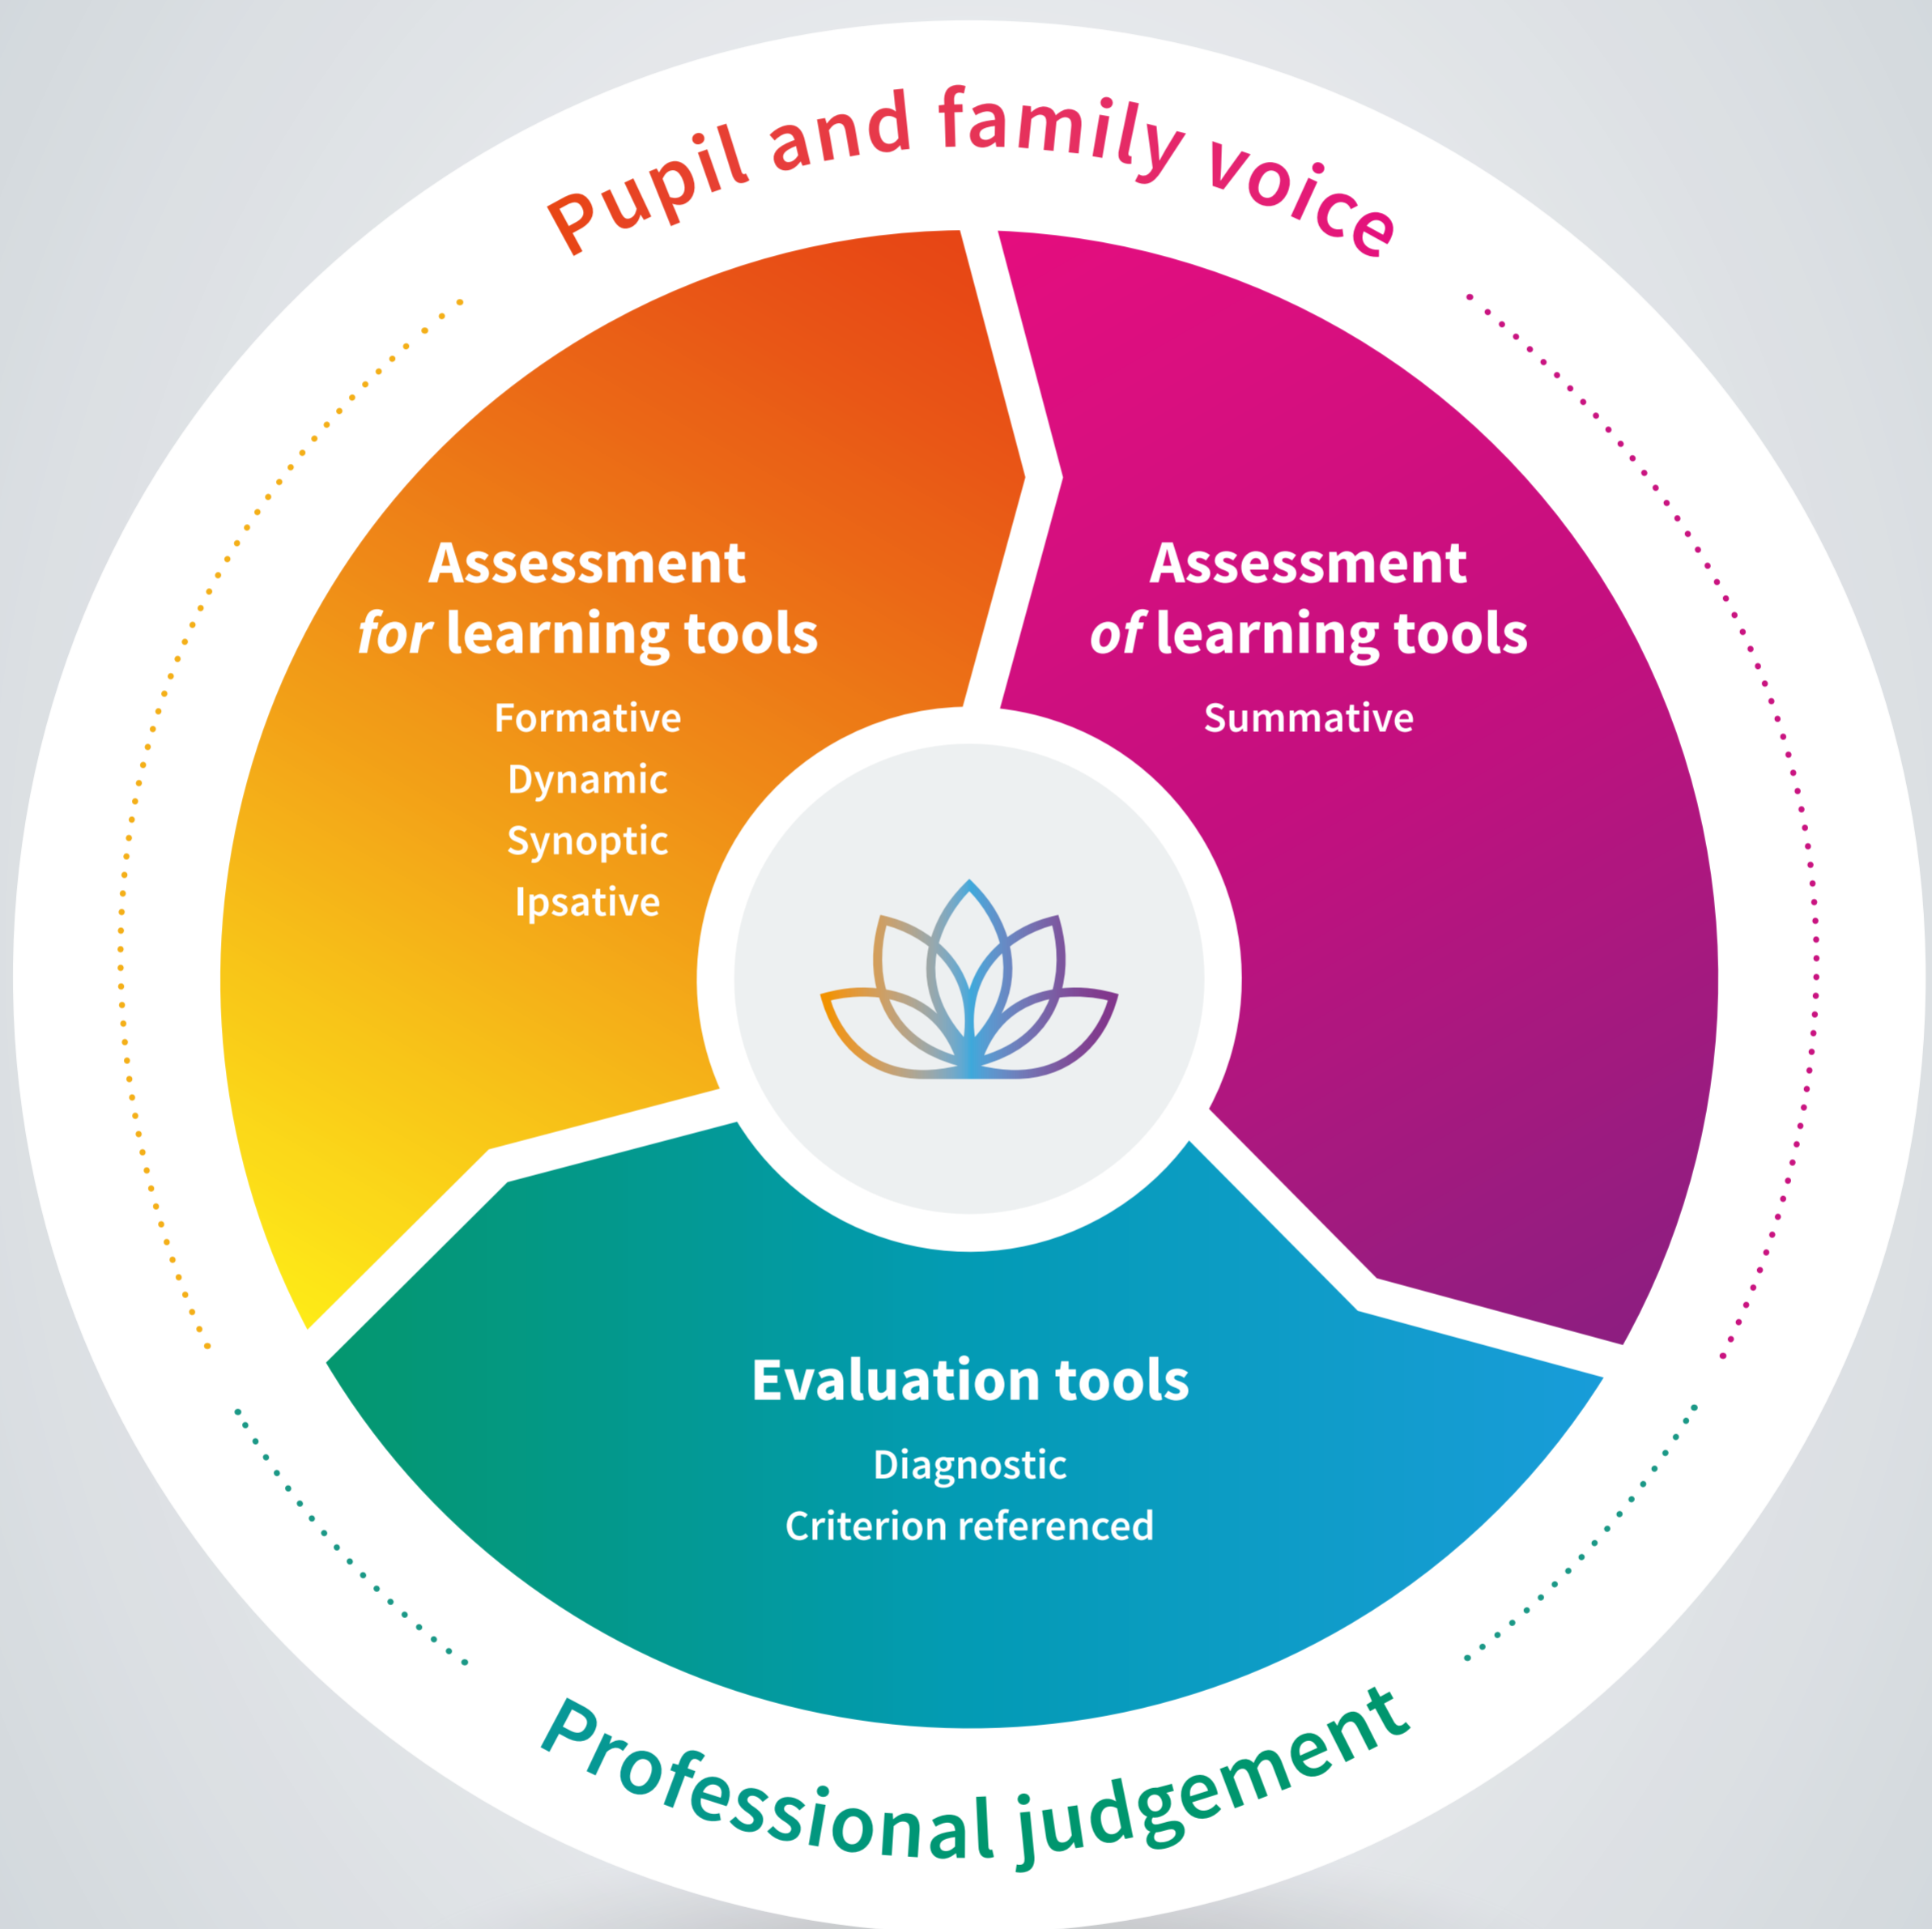 Pupil and family voice
Assessment
for learning tools
Formative
Dynamic
Synoptic
Ipsative
Assessment
of learning tools
Summative
Evaluation tools
Diagnostic
Criterion referenced
Professional judgement